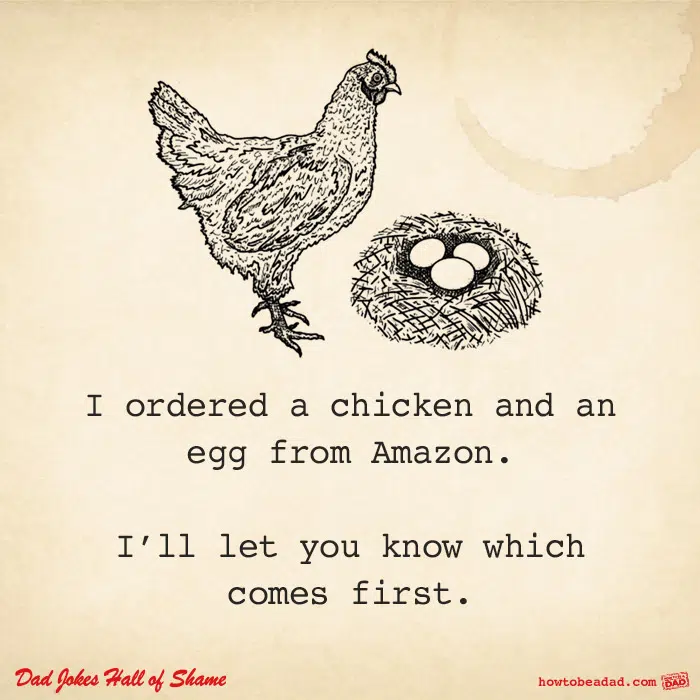 I ordered a chicken and an
egg from Amazon.
I'll let you know which
comes first.
Dad Jokes Hall of Shame
howtobeadad.com
DAD